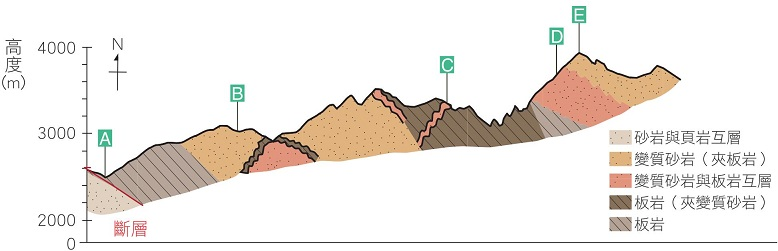 高度
(m)
4000
3000
2000
0
N
A
B
C
D
E
斷層
砂岩與頁岩互層
變質砂岩（夾板岩）
變質砂岩與板岩互層
板岩（夾變質砂岩）
板岩